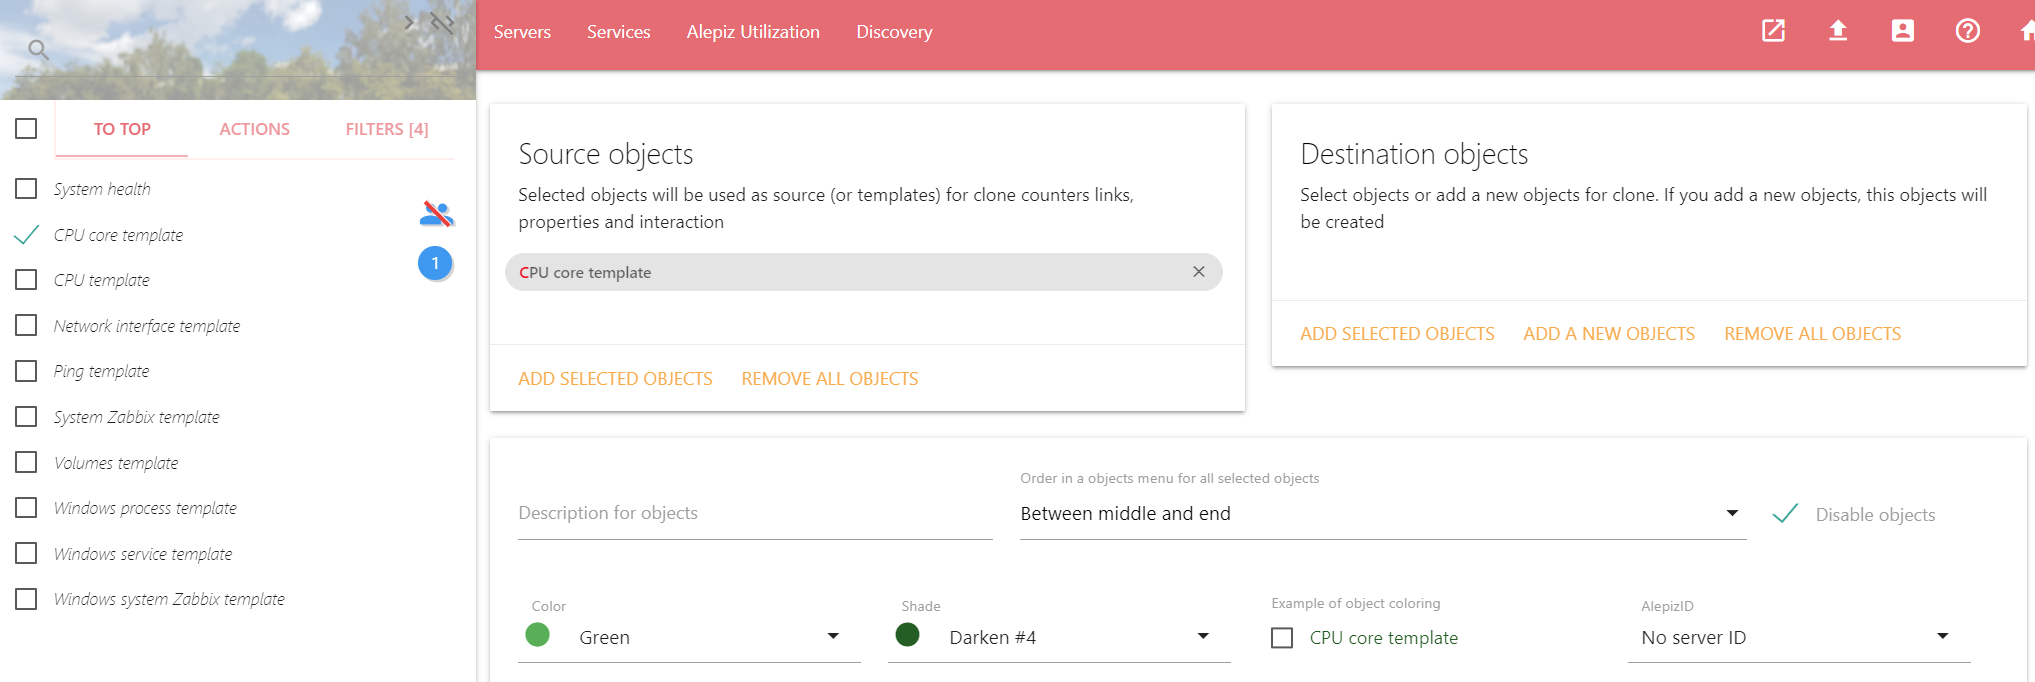 Servers Services Alepiz Utilization Discovery
TO TOP ACTIONS FILTERS [4]
System health
CPU core template
CPU template
Network interface template
Ping template
System Zabbix template
Volumes template
Windows process template
Windows service template
Windows system Zabbix template
1
Source objects
Selected objects will be used as source (or templates) for clone counters links,
properties and interaction
CPU core template
ADD SELECTED OBJECTS REMOVE ALL OBJECTS
Destination objects
Select objects or add a new objects for clone. If you add a new objects, this objects will
be created
ADD SELECTED OBJECTS ADD A NEW OBJECTS REMOVE ALL OBJECTS
Description for objects
Order in a objects menu for all selected objects
Between middle and end
Disable objects
Color
Green
Shade
Darken #4
Example of object coloring
CPU core template
AlepizID
No server ID